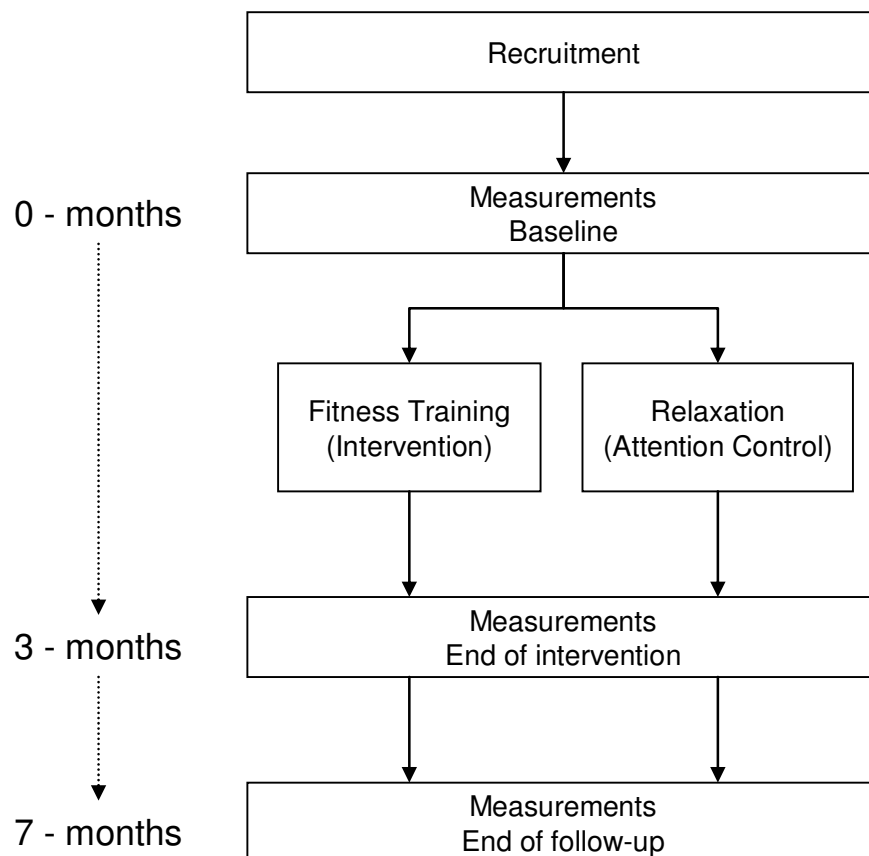 Recruitment
0 - months
Measurements
Baseline
Fitness Training
(Intervention)
Relaxation
(Attention Control)
3 - months
Measurements
End of intervention
7 - months
Measurements
End of follow-up